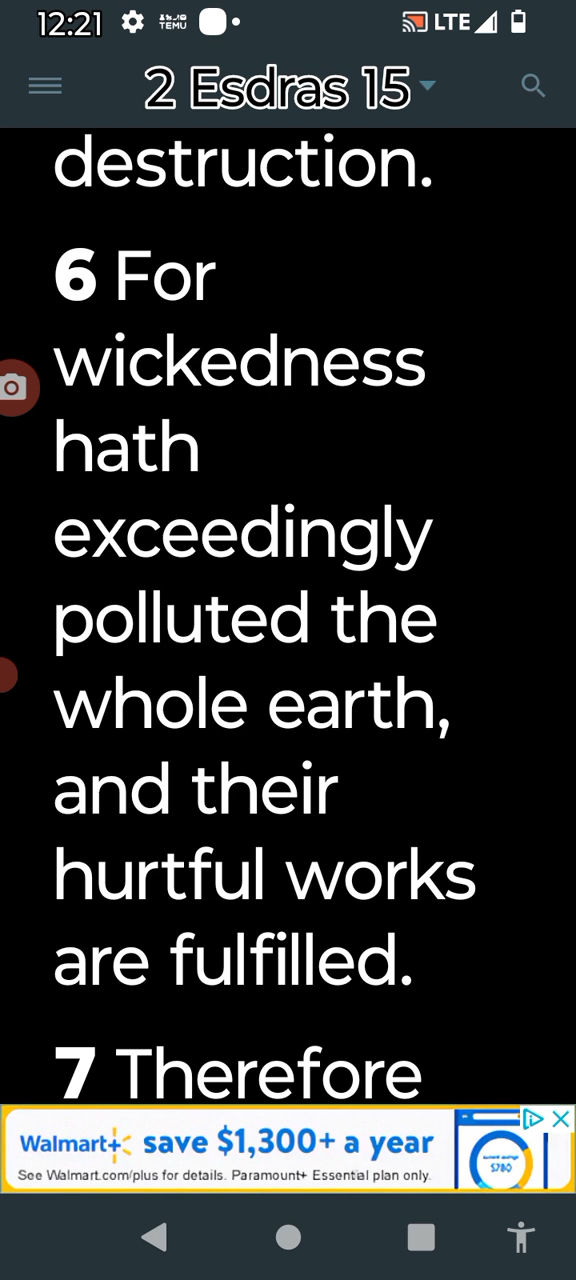 12:21
TEMU
LTE
2 Esdras 15
destruction.
6 For
wickedness
hath
exceedingly
polluted the
whole earth,
and their
hurtful works
are fulfilled.
7 Therefore
Walmart+ save $1,300+ a year
See Walmart.com/plus for details. Paramount+ Essential plan only.
$780